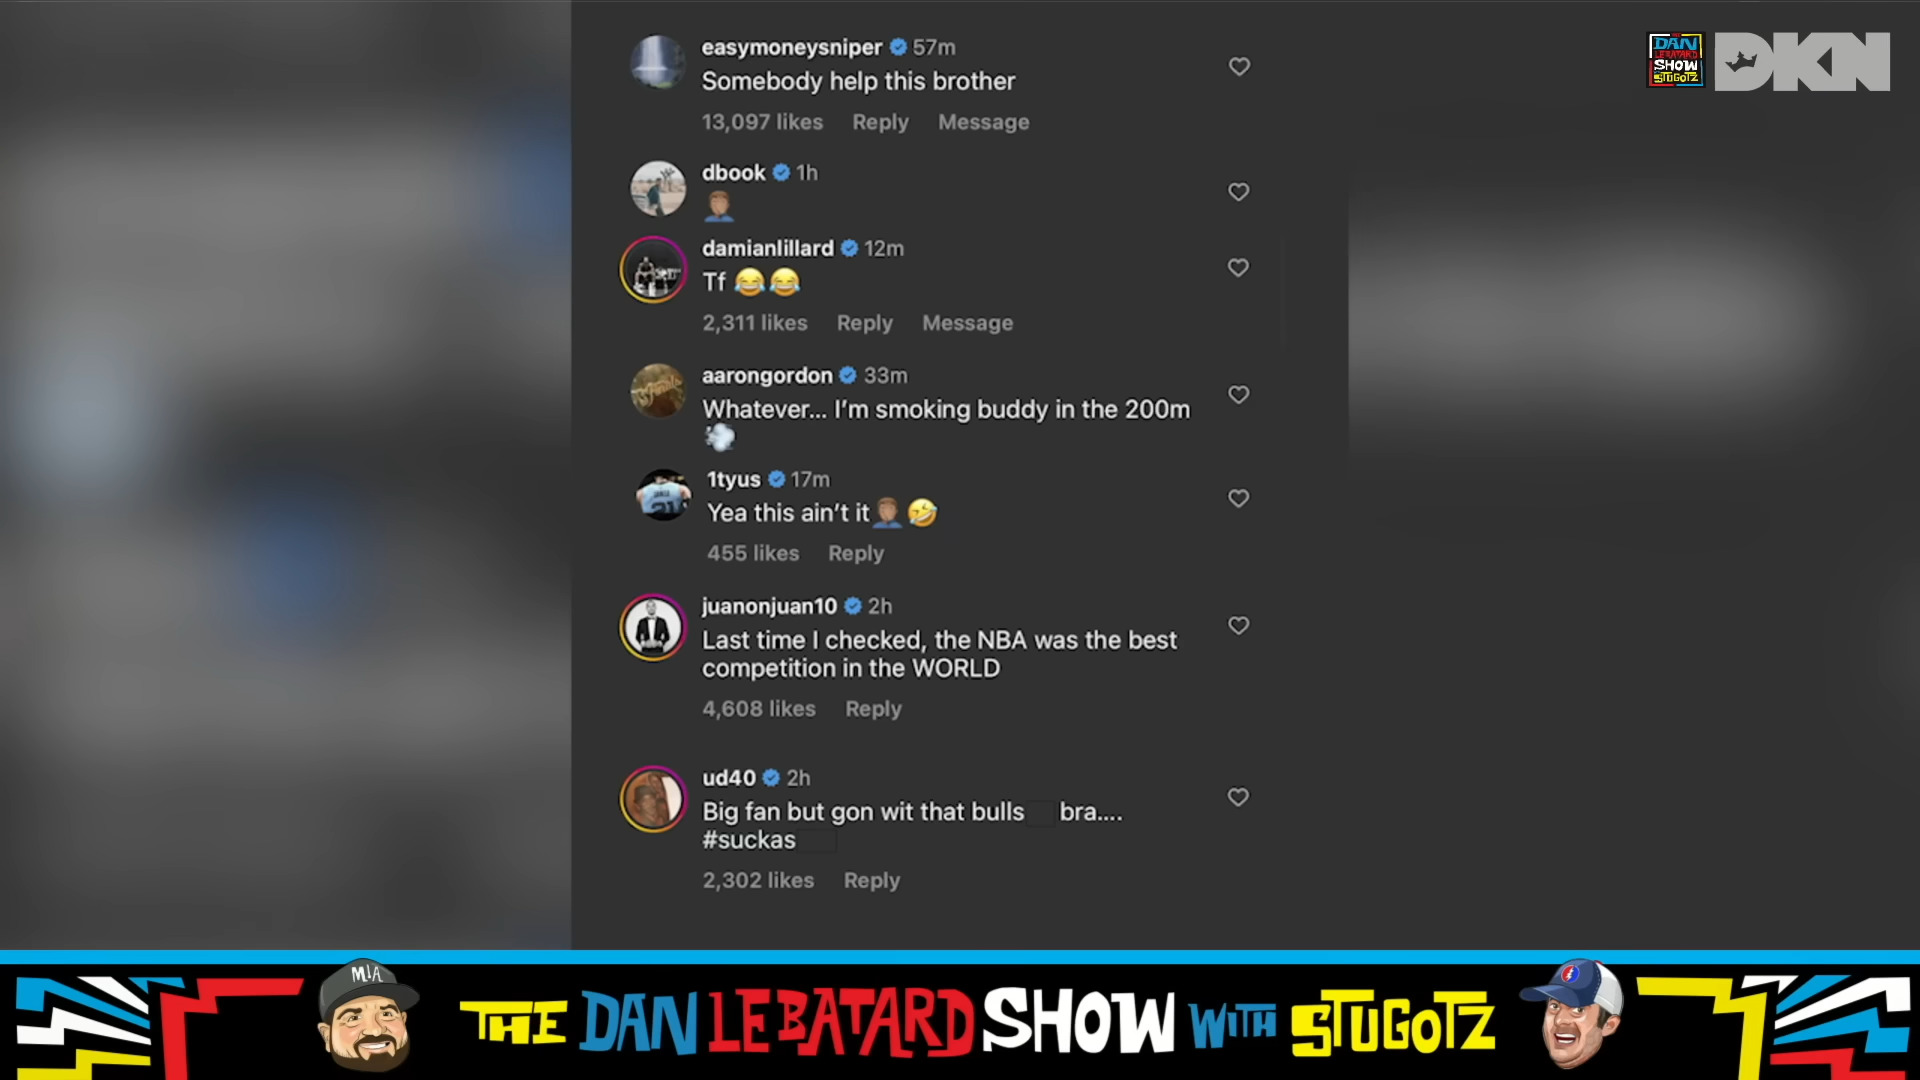 easymoneysniper 57m
Somebody help this brother
13,097 likes Reply Message
dbook 1h
🤦🏽‍♂️
damianlillard 12m
Tf 😂😂
2,311 likes Reply Message
aarongordon 33m
Whatever... I'm smoking buddy in the 200m
💨
1tyus 17m
Yea this ain't it🤦🏽‍♂️🤣
455 likes Reply
juanonjuan10 2h
Last time I checked, the NBA was the best
competition in the WORLD
4,608 likes Reply
ud40 2h
Big fan but gon wit that bulls bra....
#suckas
2,302 likes Reply
DAN
LEBATARD
SHOW
STUGOTZ
DKN
MIA
THE DAN LEBATARD SHOW WITH STUGOTZ